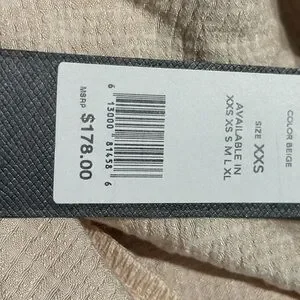 COLOR BEIGE
SIZE XXS
AVAILABLE IN
XXS XS S M L XL
6 13000 81458 6
MSRP $178.00